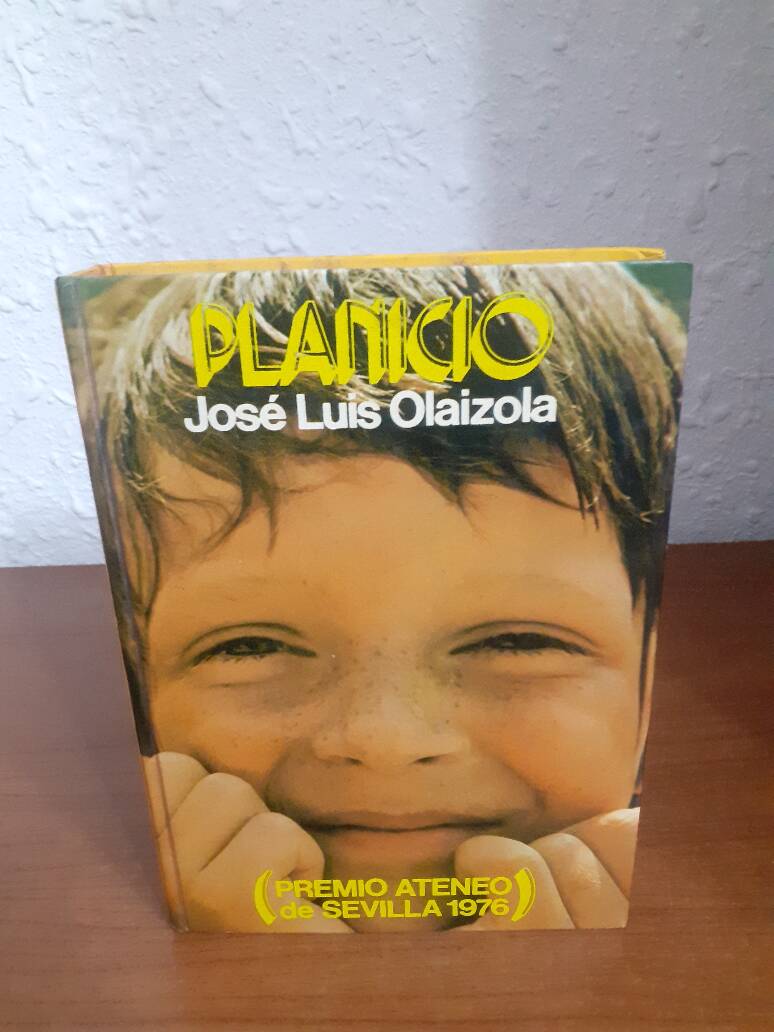 PLANICIO
José Luis Olaizola
(PREMIO ATENEO
de SEVILLA 1976)